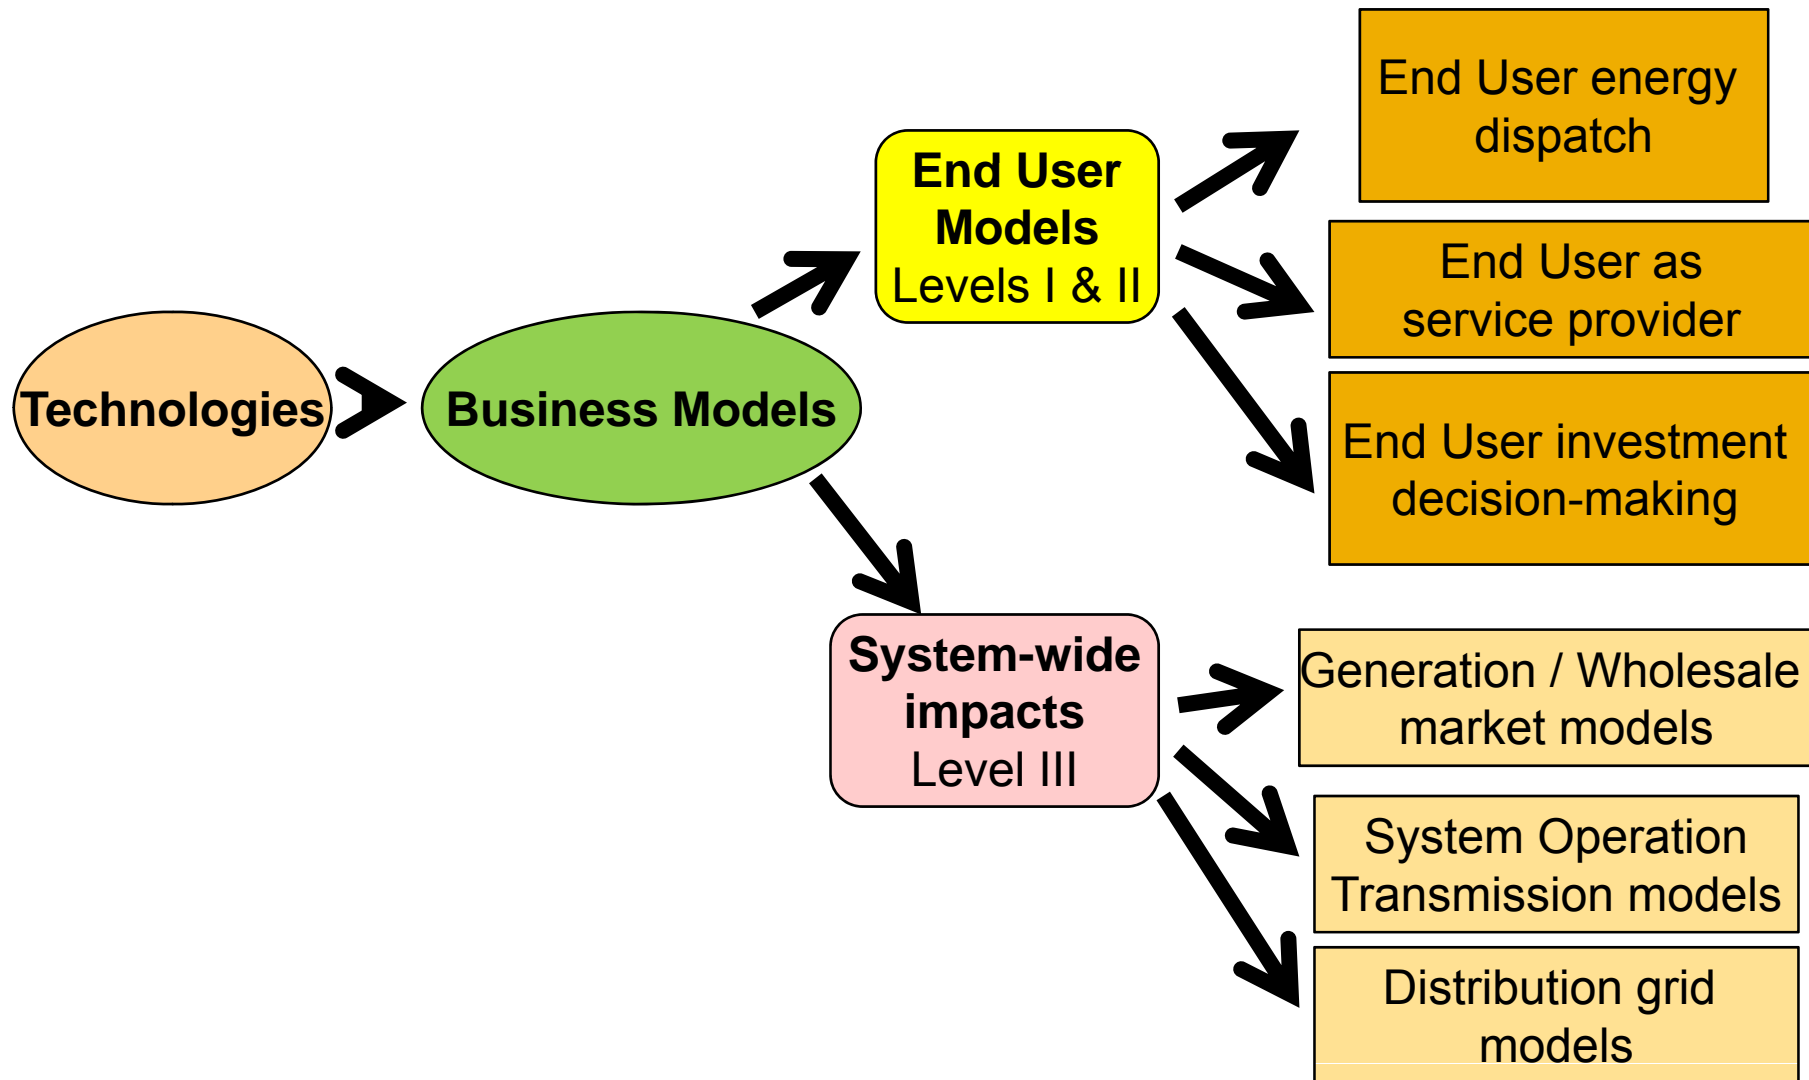 Technologies
Business Models
End User
Models
Levels I & II
End User energy
dispatch
End User as
service provider
End User investment
decision-making
System-wide
impacts
Level III
Generation / Wholesale
market models
System Operation
Transmission models
Distribution grid
models